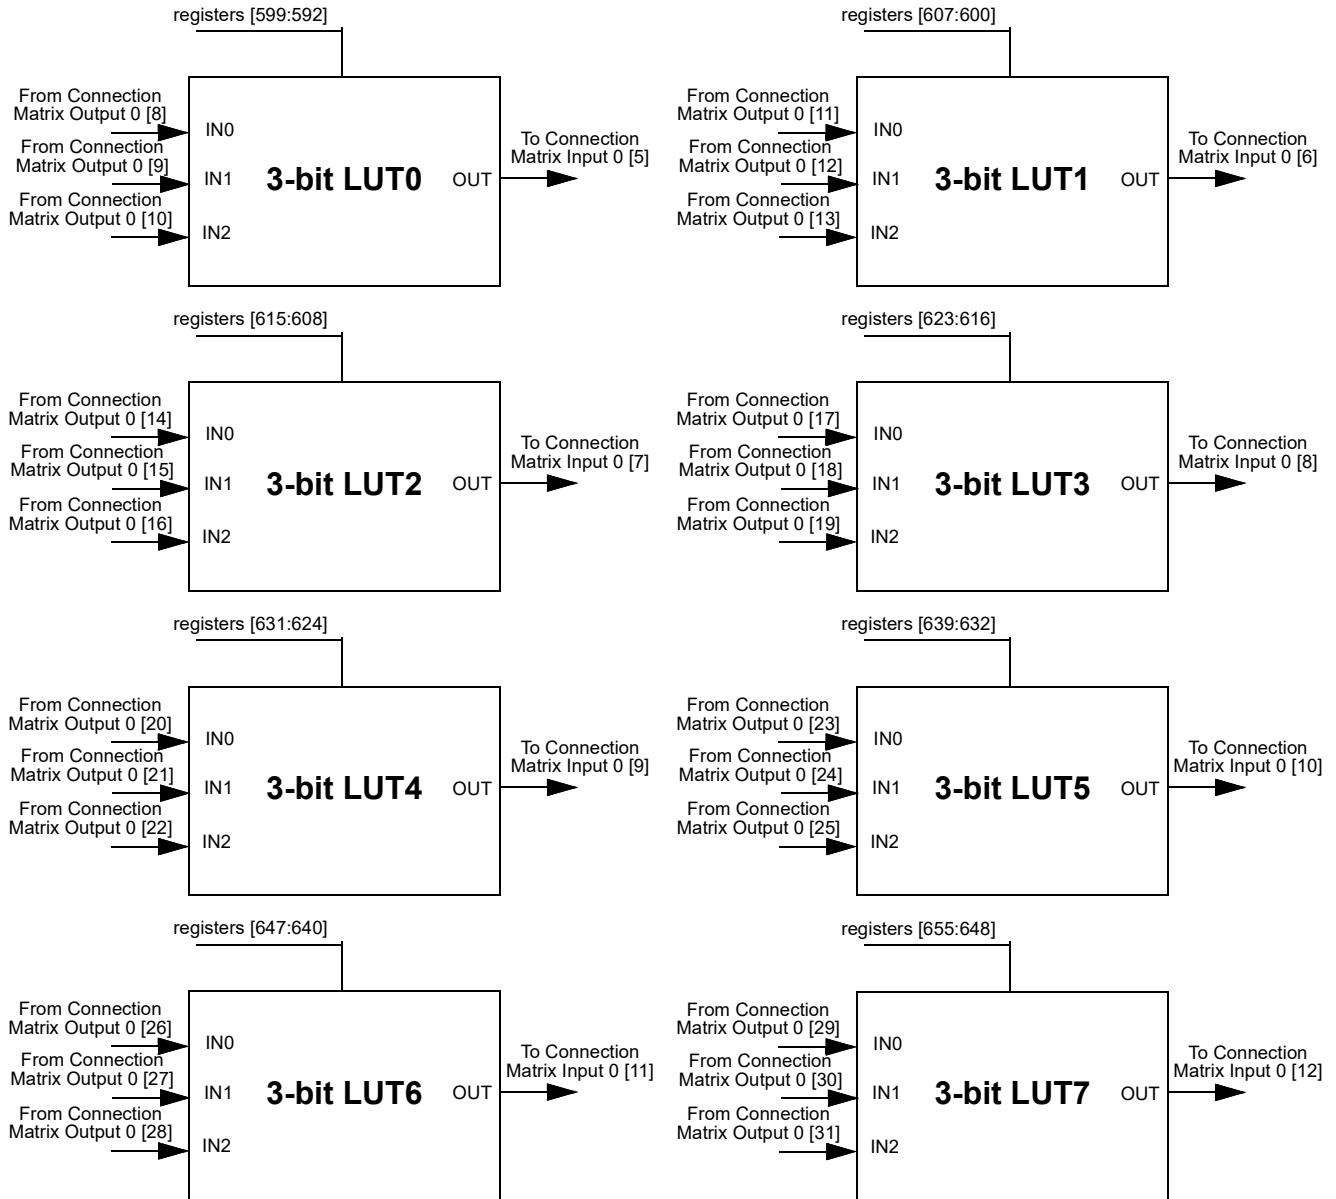 registers [599:592]
From Connection
Matrix Output 0 [8]
From Connection
Matrix Output 0 [9]
From Connection
Matrix Output 0 [10]
IN0
IN1
IN2
3-bit LUT0
OUT
To Connection
Matrix Input 0 [5]
registers [607:600]
From Connection
Matrix Output 0 [11]
From Connection
Matrix Output 0 [12]
From Connection
Matrix Output 0 [13]
IN0
IN1
IN2
3-bit LUT1
OUT
To Connection
Matrix Input 0 [6]
registers [615:608]
From Connection
Matrix Output 0 [14]
From Connection
Matrix Output 0 [15]
From Connection
Matrix Output 0 [16]
IN0
IN1
IN2
3-bit LUT2
OUT
To Connection
Matrix Input 0 [7]
registers [623:616]
From Connection
Matrix Output 0 [17]
From Connection
Matrix Output 0 [18]
From Connection
Matrix Output 0 [19]
IN0
IN1
IN2
3-bit LUT3
OUT
To Connection
Matrix Input 0 [8]
registers [631:624]
From Connection
Matrix Output 0 [20]
From Connection
Matrix Output 0 [21]
From Connection
Matrix Output 0 [22]
IN0
IN1
IN2
3-bit LUT4
OUT
To Connection
Matrix Input 0 [9]
registers [639:632]
From Connection
Matrix Output 0 [23]
From Connection
Matrix Output 0 [24]
From Connection
Matrix Output 0 [25]
IN0
IN1
IN2
3-bit LUT5
OUT
To Connection
Matrix Input 0 [10]
registers [647:640]
From Connection
Matrix Output 0 [26]
From Connection
Matrix Output 0 [27]
From Connection
Matrix Output 0 [28]
IN0
IN1
IN2
3-bit LUT6
OUT
To Connection
Matrix Input 0 [11]
registers [655:648]
From Connection
Matrix Output 0 [29]
From Connection
Matrix Output 0 [30]
From Connection
Matrix Output 0 [31]
IN0
IN1
IN2
3-bit LUT7
OUT
To Connection
Matrix Input 0 [12]